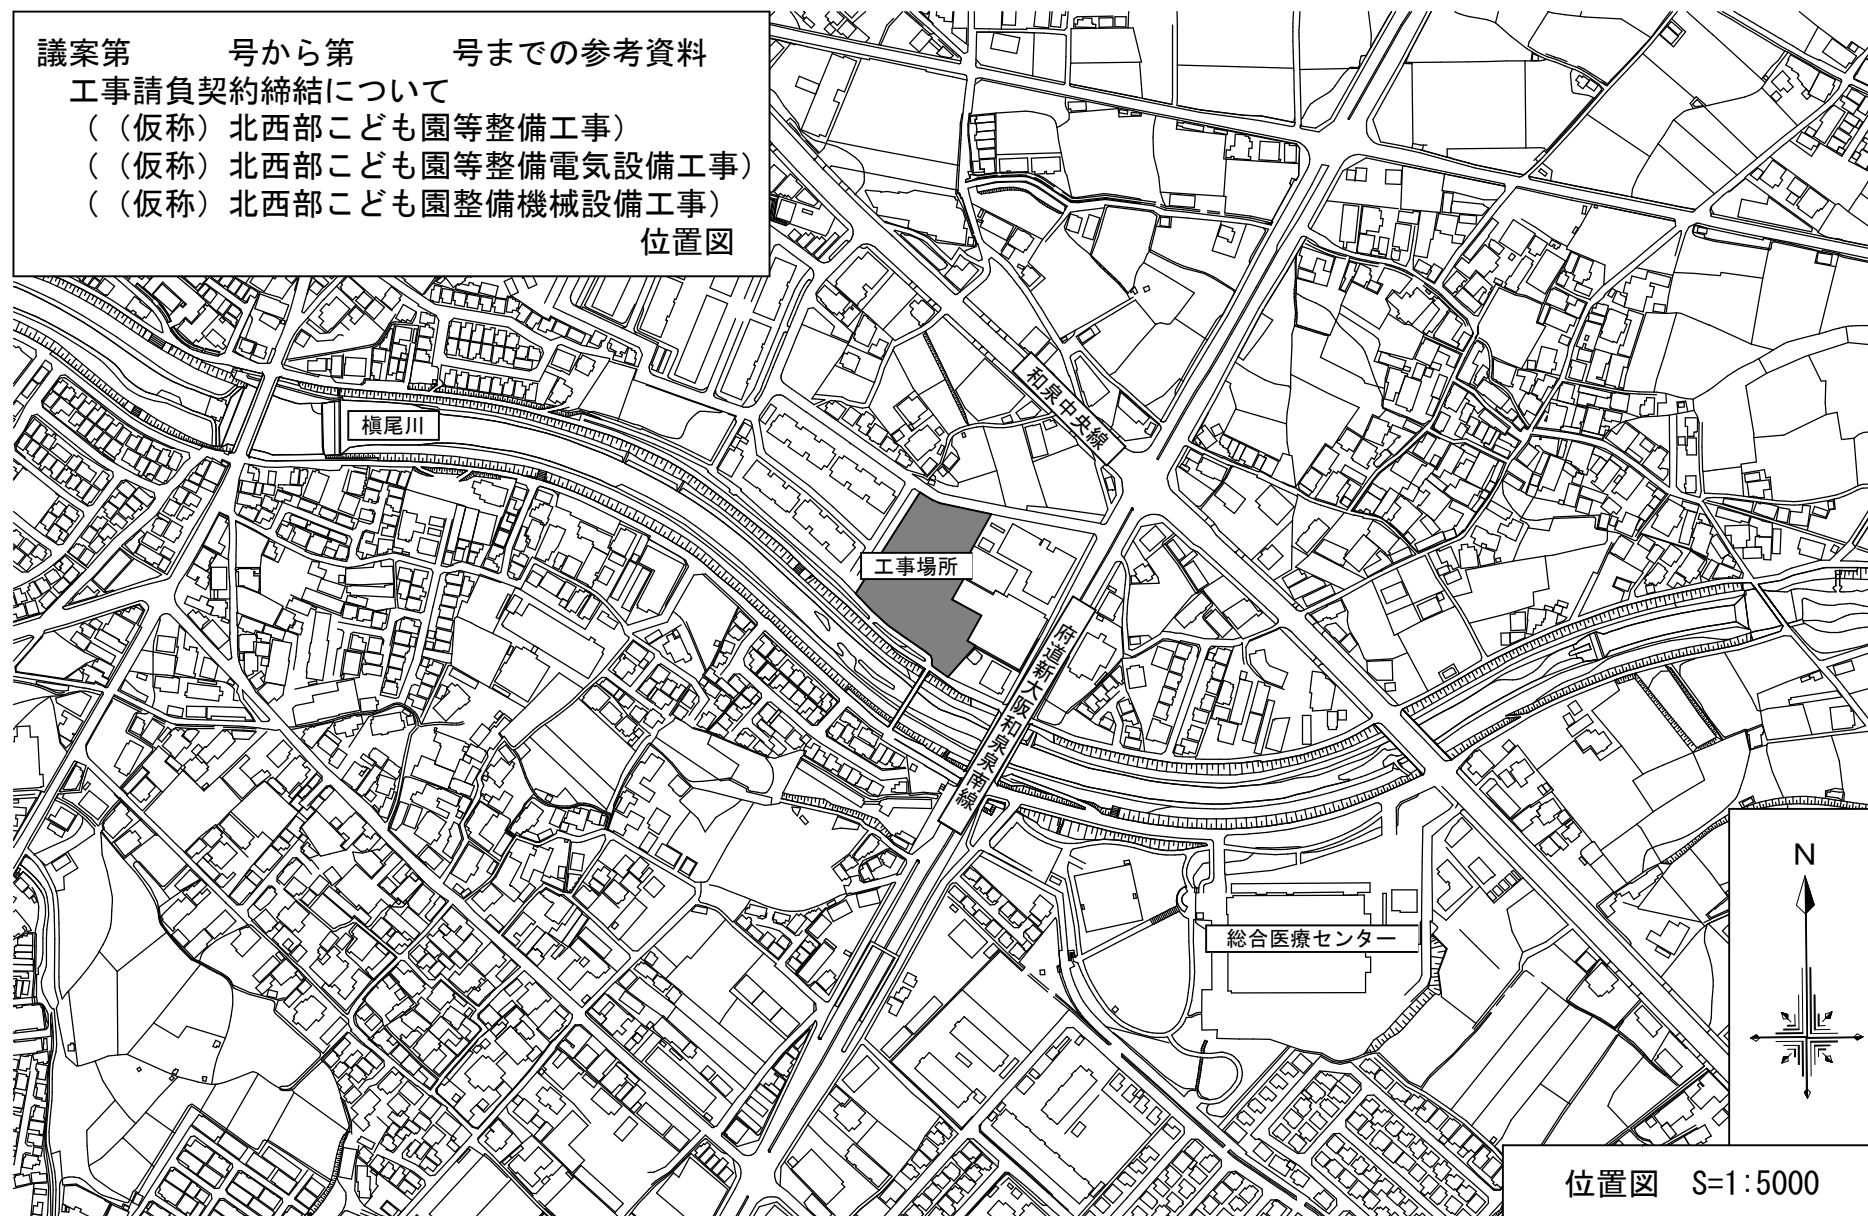 議案第　　　号から第　　　号までの参考資料
工事請負契約締結について
（（仮称）北西部こども園等整備工事）
（（仮称）北西部こども園等整備電気設備工事）
（（仮称）北西部こども園整備機械設備工事）
位置図
和泉中央線
槇尾川
工事場所
府道新大阪和泉泉南線
総合医療センター
N
位置図　S=1:5000